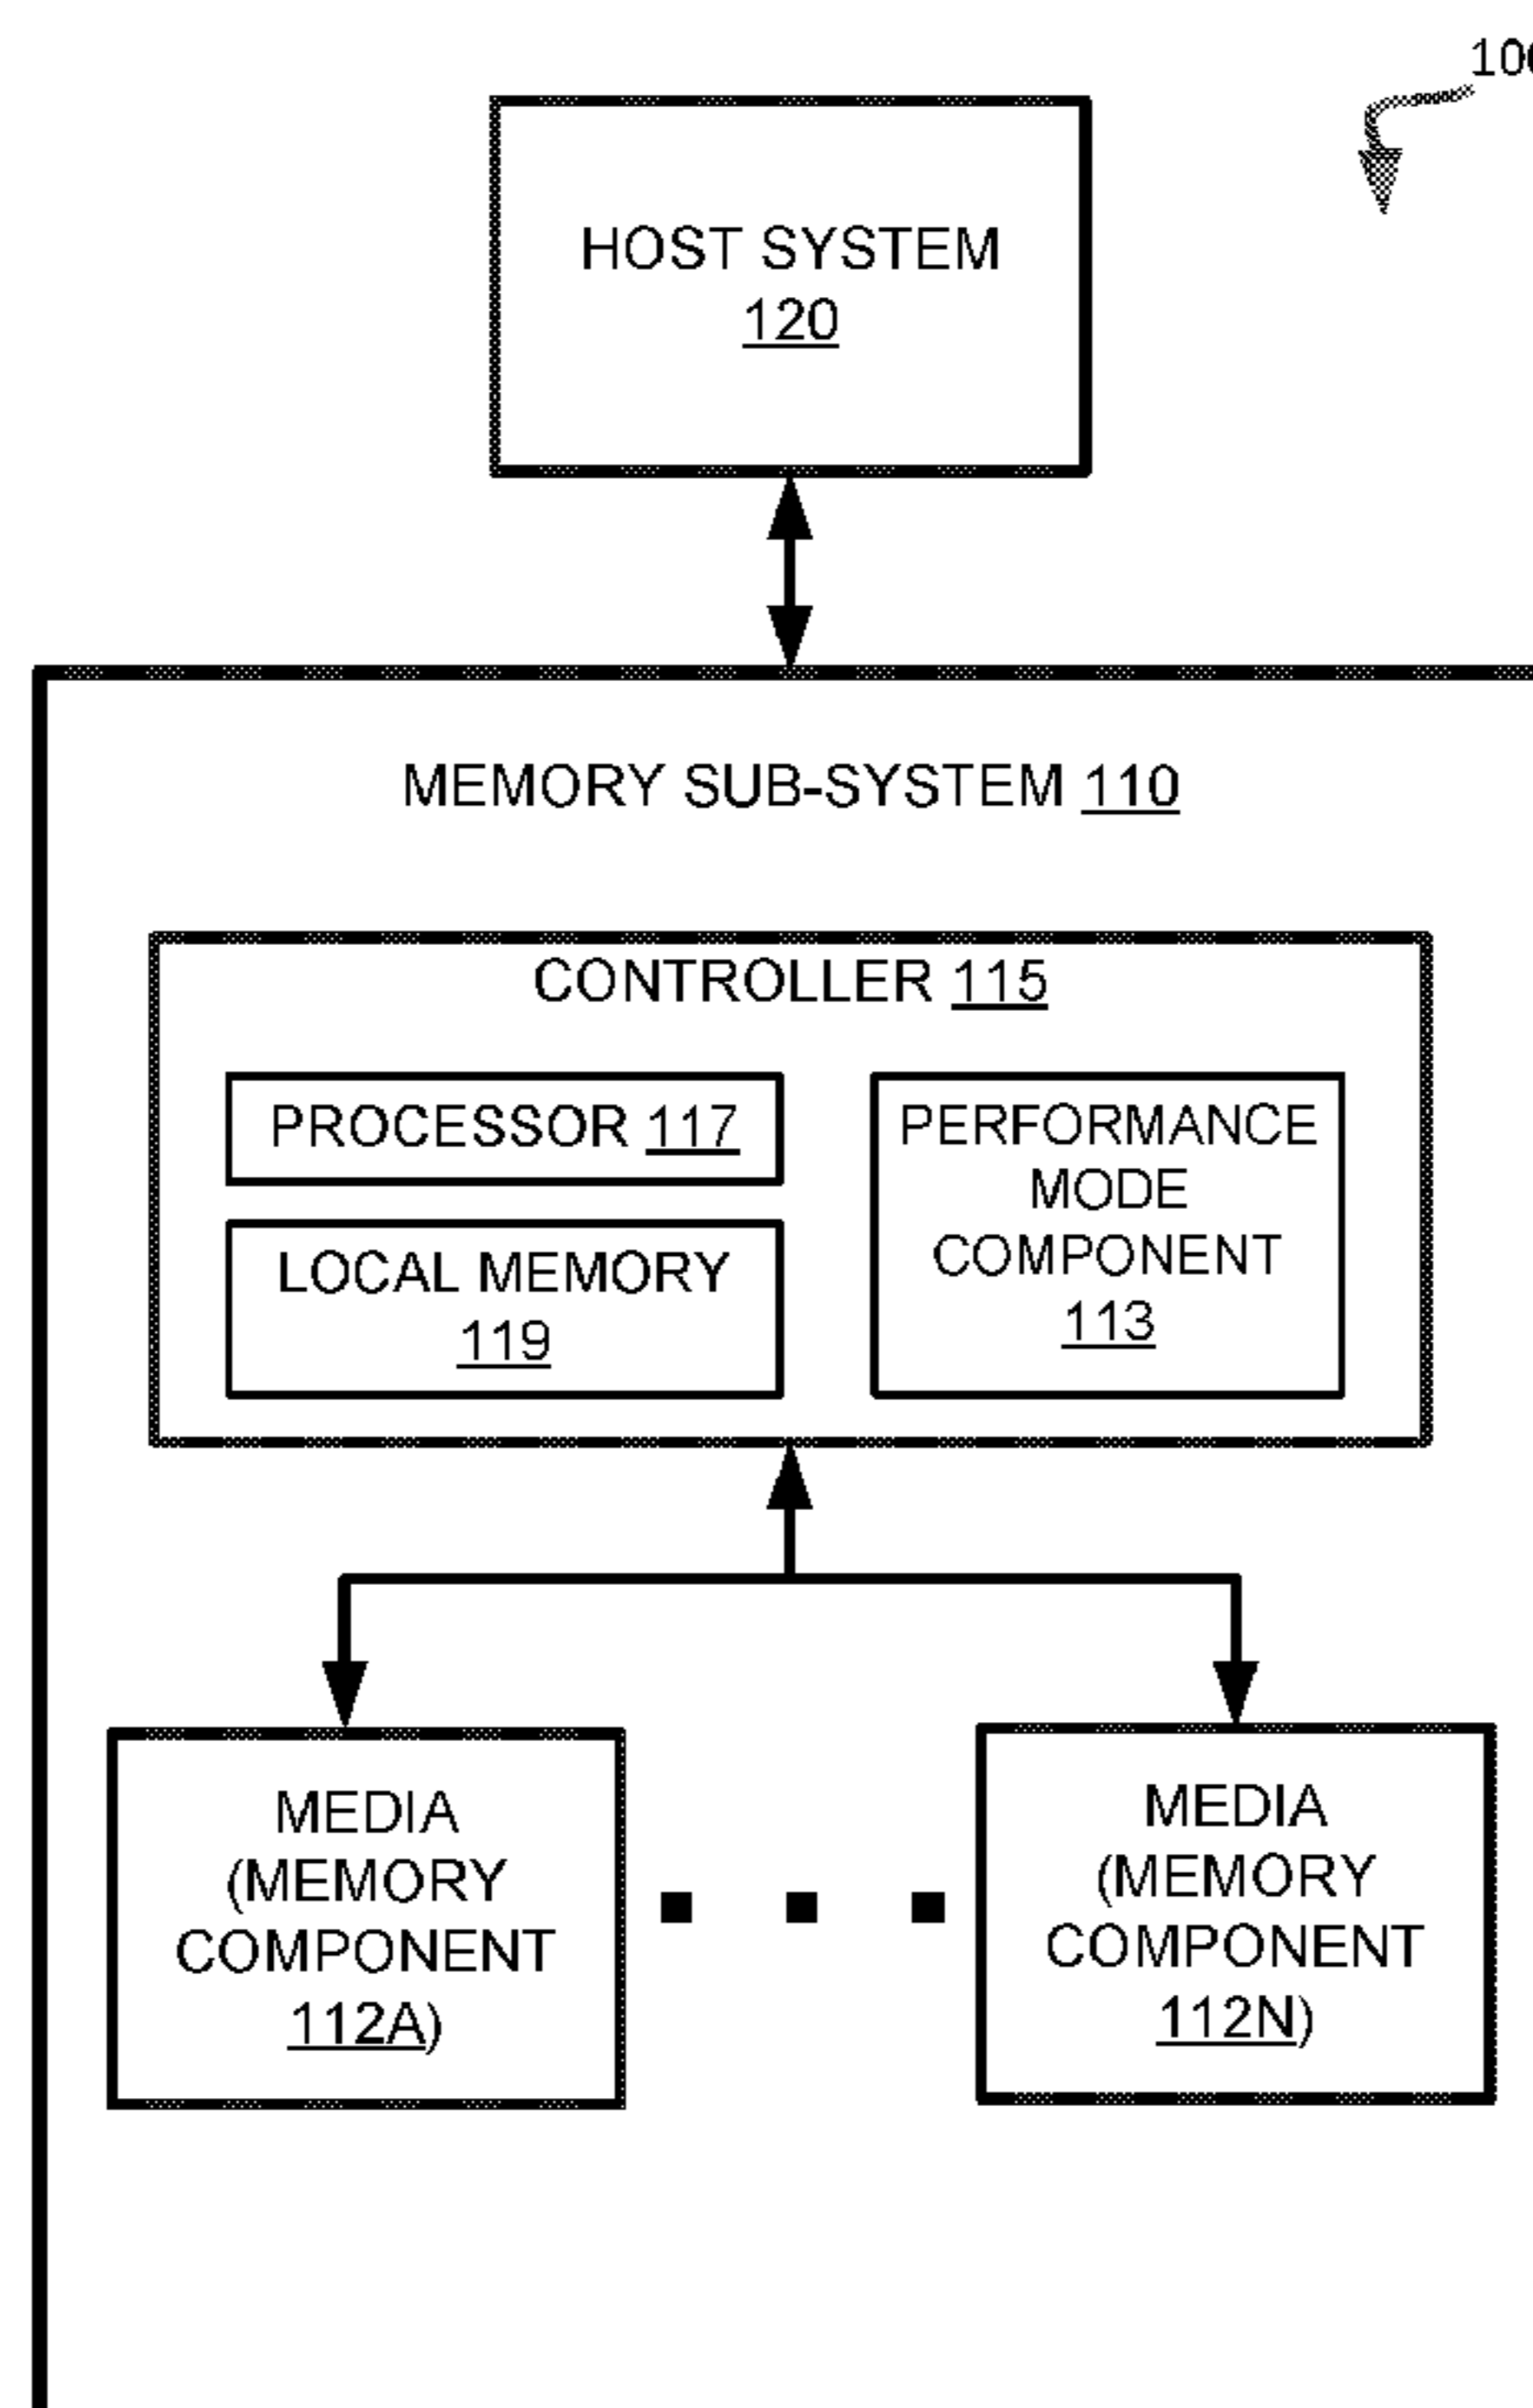 HOST SYSTEM
120
MEMORY SUB-SYSTEM 110
CONTROLLER 115
PROCESSOR 117
LOCAL MEMORY
119
PERFORMANCE
MODE
COMPONENT
113
MEDIA
(MEMORY
COMPONENT
112A)
MEDIA
(MEMORY
COMPONENT
112N)